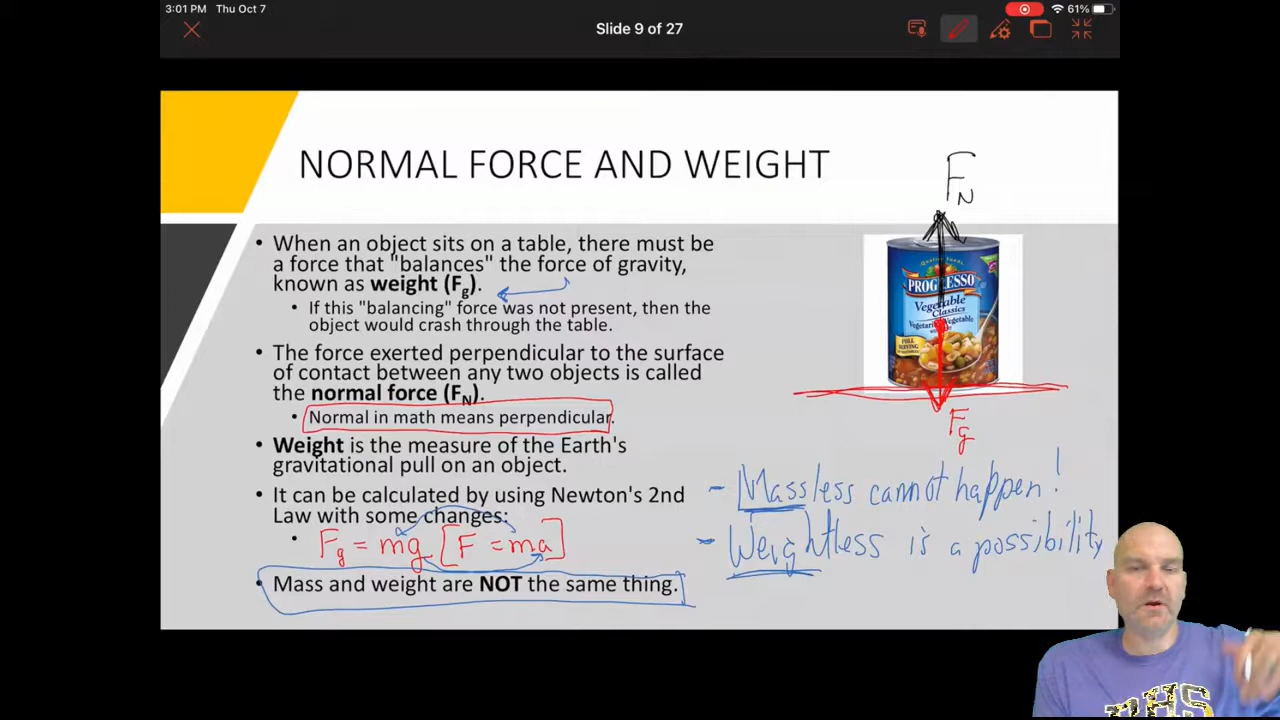 3:01 PM Thu Oct 7
61%
Slide 9 of 27
NORMAL FORCE AND WEIGHT
F_N
• When an object sits on a table, there must be
a force that "balances" the force of gravity,
known as weight (Fg).
• If this "balancing" force was not present, then the
object would crash through the table.
• The force exerted perpendicular to the surface
of contact between any two objects is called
the normal force (FN).
• Normal in math means perpendicular.
• Weight is the measure of the Earth's
gravitational pull on an object.
• It can be calculated by using Newton's 2nd
Law with some changes:
• Fg = mg [F = ma]
• Mass and weight are NOT the same thing.
PROGRESSO
Vegetable
Classics
Fg
- Massless cannot happen!
- Weightless is a possibility
RHS